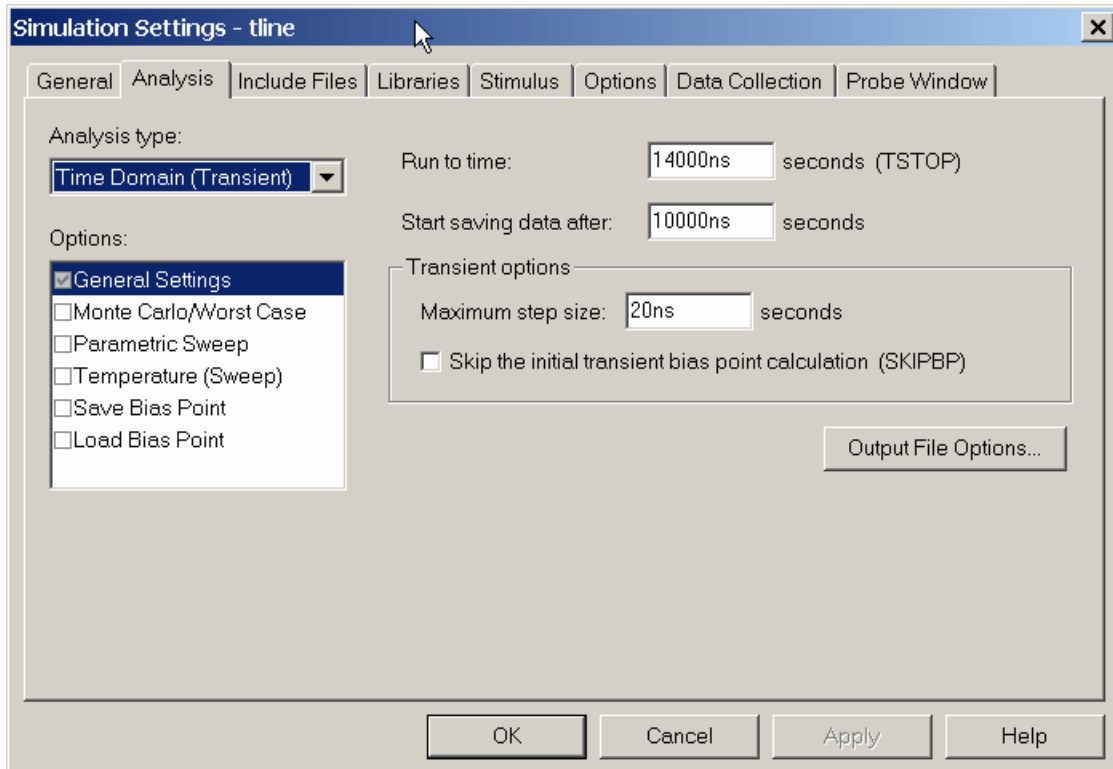 Simulation Settings - tline
General Analysis Include Files Libraries Stimulus Options Data Collection Probe Window
Analysis type:
Time Domain (Transient)
Options:
General Settings
Monte Carlo/Worst Case
Parametric Sweep
Temperature (Sweep)
Save Bias Point
Load Bias Point
Run to time: 14000ns seconds (TSTOP)
Start saving data after: 10000ns seconds
Transient options
Maximum step size: 20ns seconds
Skip the initial transient bias point calculation (SKIPBP)
Output File Options...
OK Cancel Apply Help